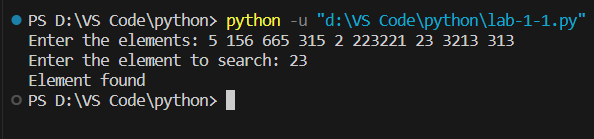 PS D:\VS Code\python> python -u "d:\VS Code\python\lab-1-1.py"
Enter the elements: 5 156 665 315 2 223221 23 3213 313
Enter the element to search: 23
Element found
PS D:\VS Code\python>